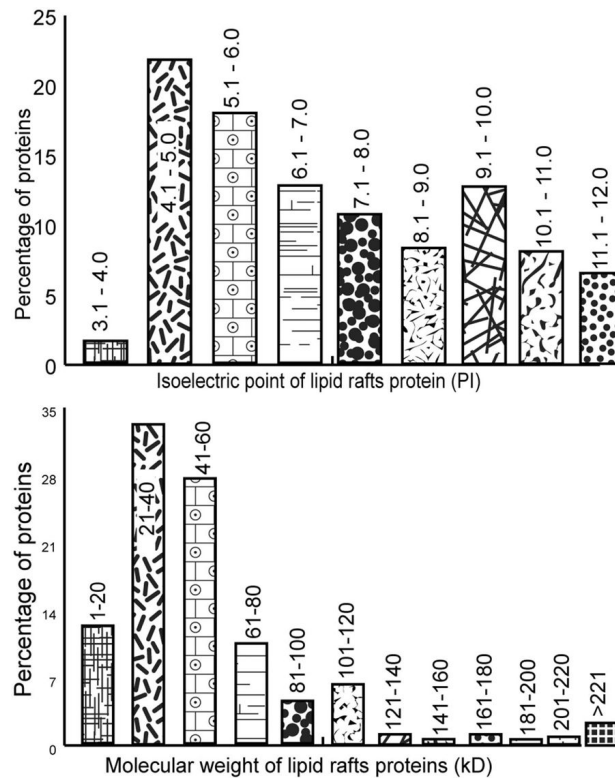 Percentage of proteins
25
20
15
10
5
0
3.1 - 4.0
4.1 - 5.0
5.1 - 6.0
6.1 - 7.0
7.1 - 8.0
8.1 - 9.0
9.1 - 10.0
10.1 - 11.0
11.1 - 12.0
Isoelectric point of lipid rafts protein (PI)
Percentage of proteins
35
28
21
14
7
0
1-20
21-40
41-60
61-80
81-100
101-120
121-140
141-160
161-180
181-200
201-220
>221
Molecular weight of lipid rafts proteins (kD)